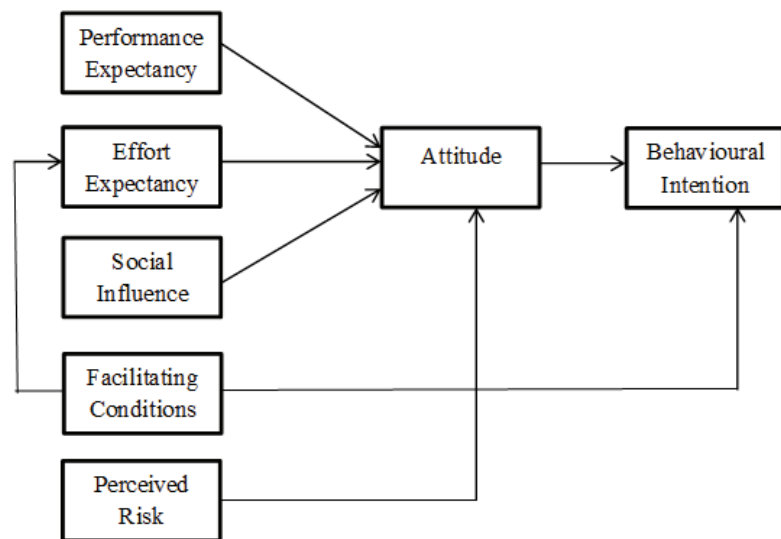 Performance
Expectancy
Effort
Expectancy
Attitude
Behavioural
Intention
Social
Influence
Facilitating
Conditions
Perceived
Risk